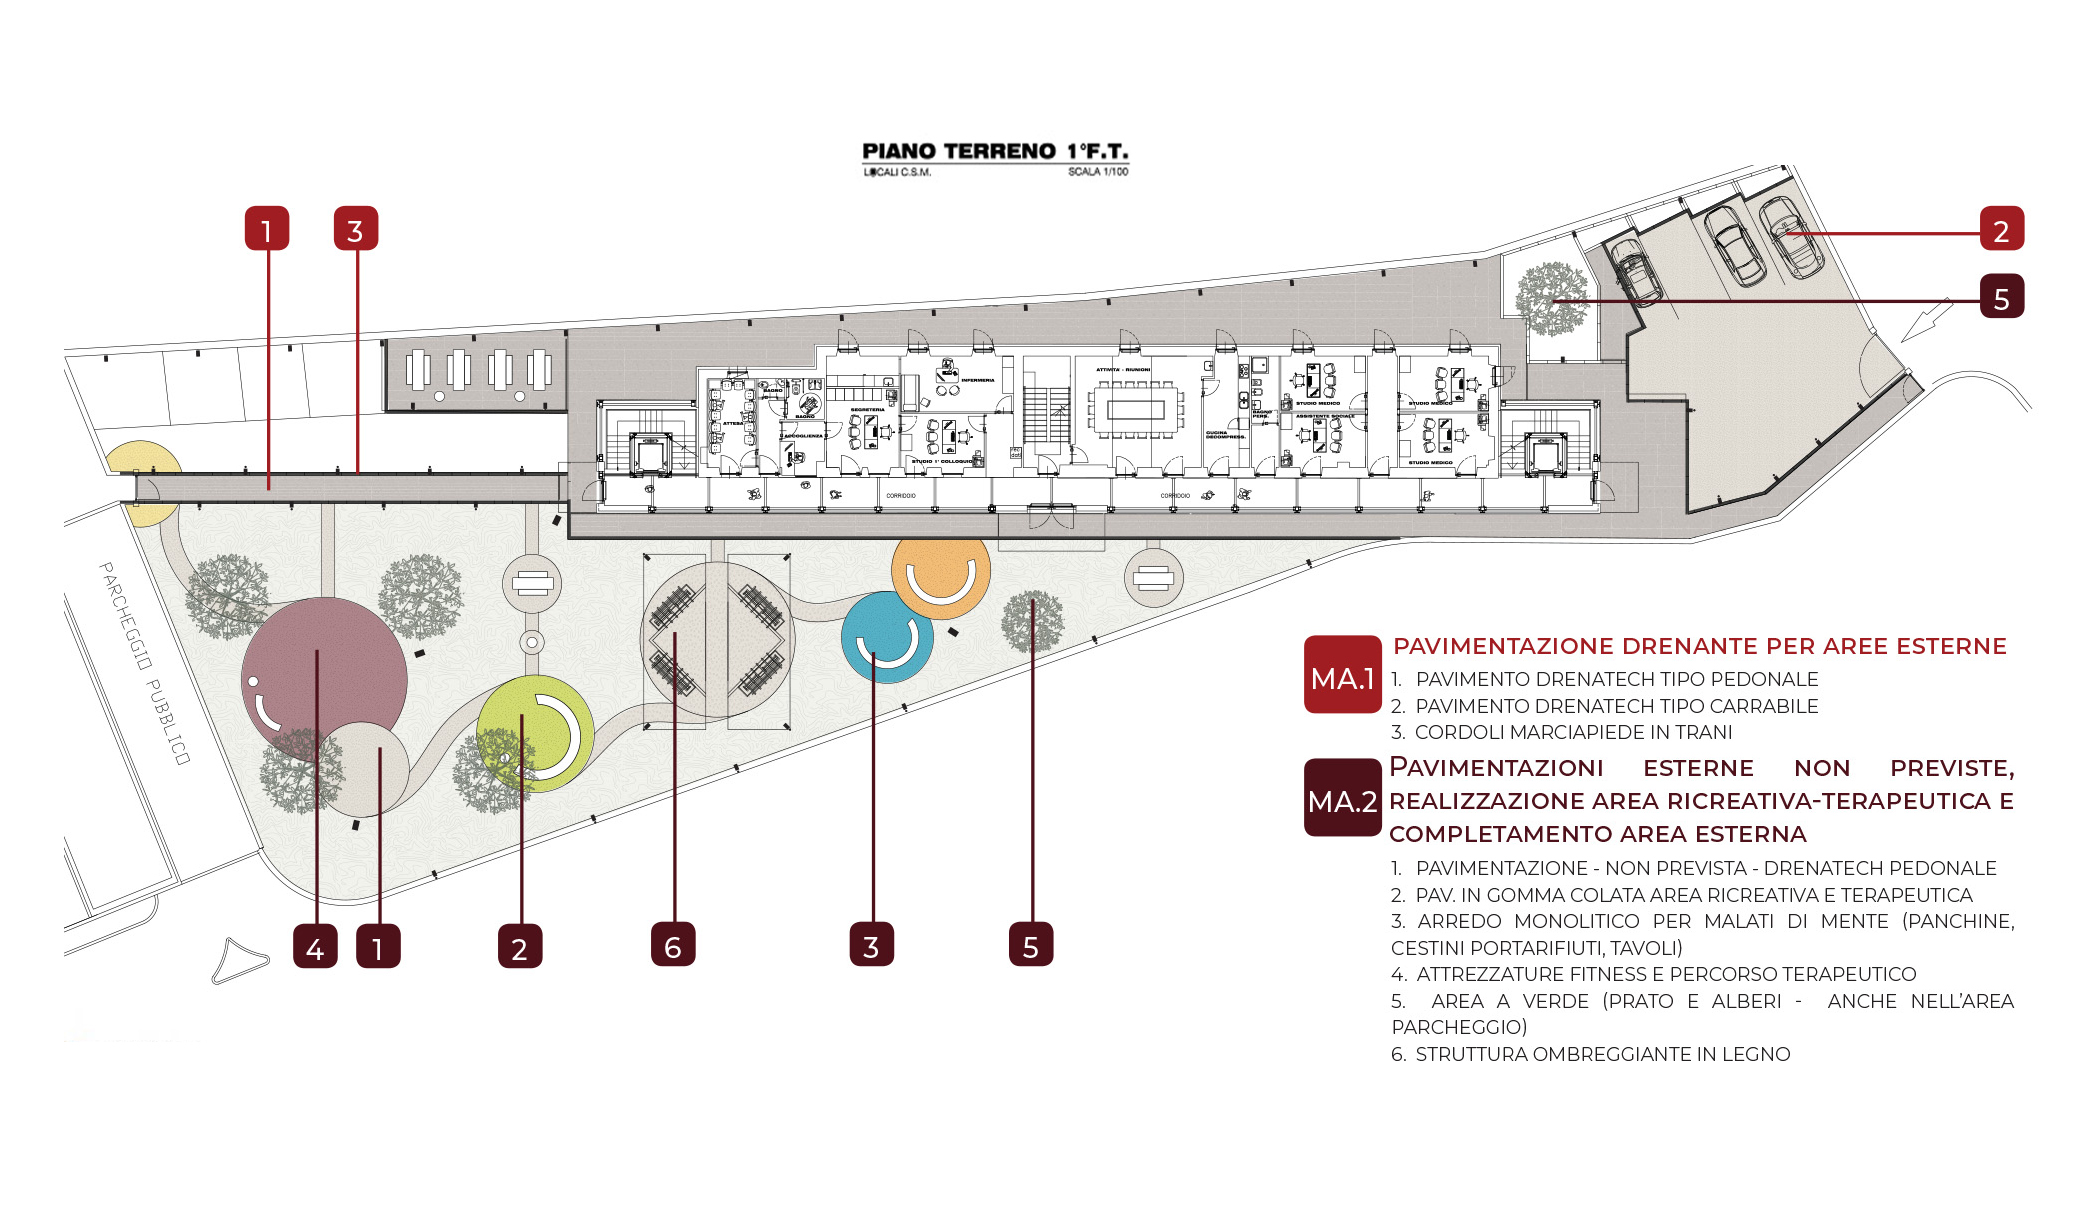 PIANO TERRENO 1°F.T.
LOCALI C.S.M. SCALA 1/100
1
3
2
5
ATTIVITA - RIUNIONI
INFERMERIA
BAGNO
BAGNO
SEGRETERIA
ATTESA
ACCOGLIENZA
STUDIO 1° COLLOQUIO
CUCINA
DECOMPRESS.
BAGNO
PERS.
STUDIO MEDICO
STUDIO MEDICO
ASSISTENTE SOCIALE
STUDIO MEDICO
CORRIDOIO
CORRIDOIO
PARCHEGGIO PUBBLICO
4
1
2
6
3
5
MA.1
PAVIMENTAZIONE DRENANTE PER AREE ESTERNE
1. PAVIMENTO DRENATECH TIPO PEDONALE
2. PAVIMENTO DRENATECH TIPO CARRABILE
3. CORDOLI MARCIAPIEDE IN TRANI
MA.2
PAVIMENTAZIONI ESTERNE NON PREVISTE,
REALIZZAZIONE AREA RICREATIVA-TERAPEUTICA E
COMPLETAMENTO AREA ESTERNA
1. PAVIMENTAZIONE - NON PREVISTA - DRENATECH PEDONALE
2. PAV. IN GOMMA COLATA AREA RICREATIVA E TERAPEUTICA
3. ARREDO MONOLITICO PER MALATI DI MENTE (PANCHINE,
CESTINI PORTARIFIUTI, TAVOLI)
4. ATTREZZATURE FITNESS E PERCORSO TERAPEUTICO
5. AREA A VERDE (PRATO E ALBERI - ANCHE NELL'AREA
PARCHEGGIO)
6. STRUTTURA OMBREGGIANTE IN LEGNO